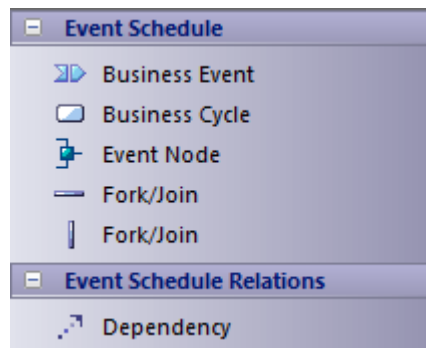 Event Schedule
Business Event
Business Cycle
Event Node
Fork/Join
Fork/Join
Event Schedule Relations
Dependency